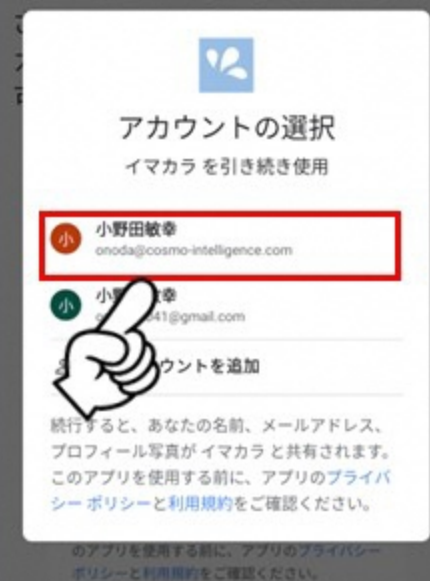 アカウントの選択
イマカラ を引き続き使用
小 小野田敏幸
onoda@cosmo-intelligence.com
小 小 幸
041@gmail.com
ウントを追加
続行すると、あなたの名前、メールアドレス、
プロフィール写真が イマカラ と共有されます。
このアプリを使用する前に、アプリのプライバ
シー ポリシーと利用規約をご確認ください。
のアプリを使用する前に、アプリのプライバシー
ポリシーと利用規約をご確認ください。